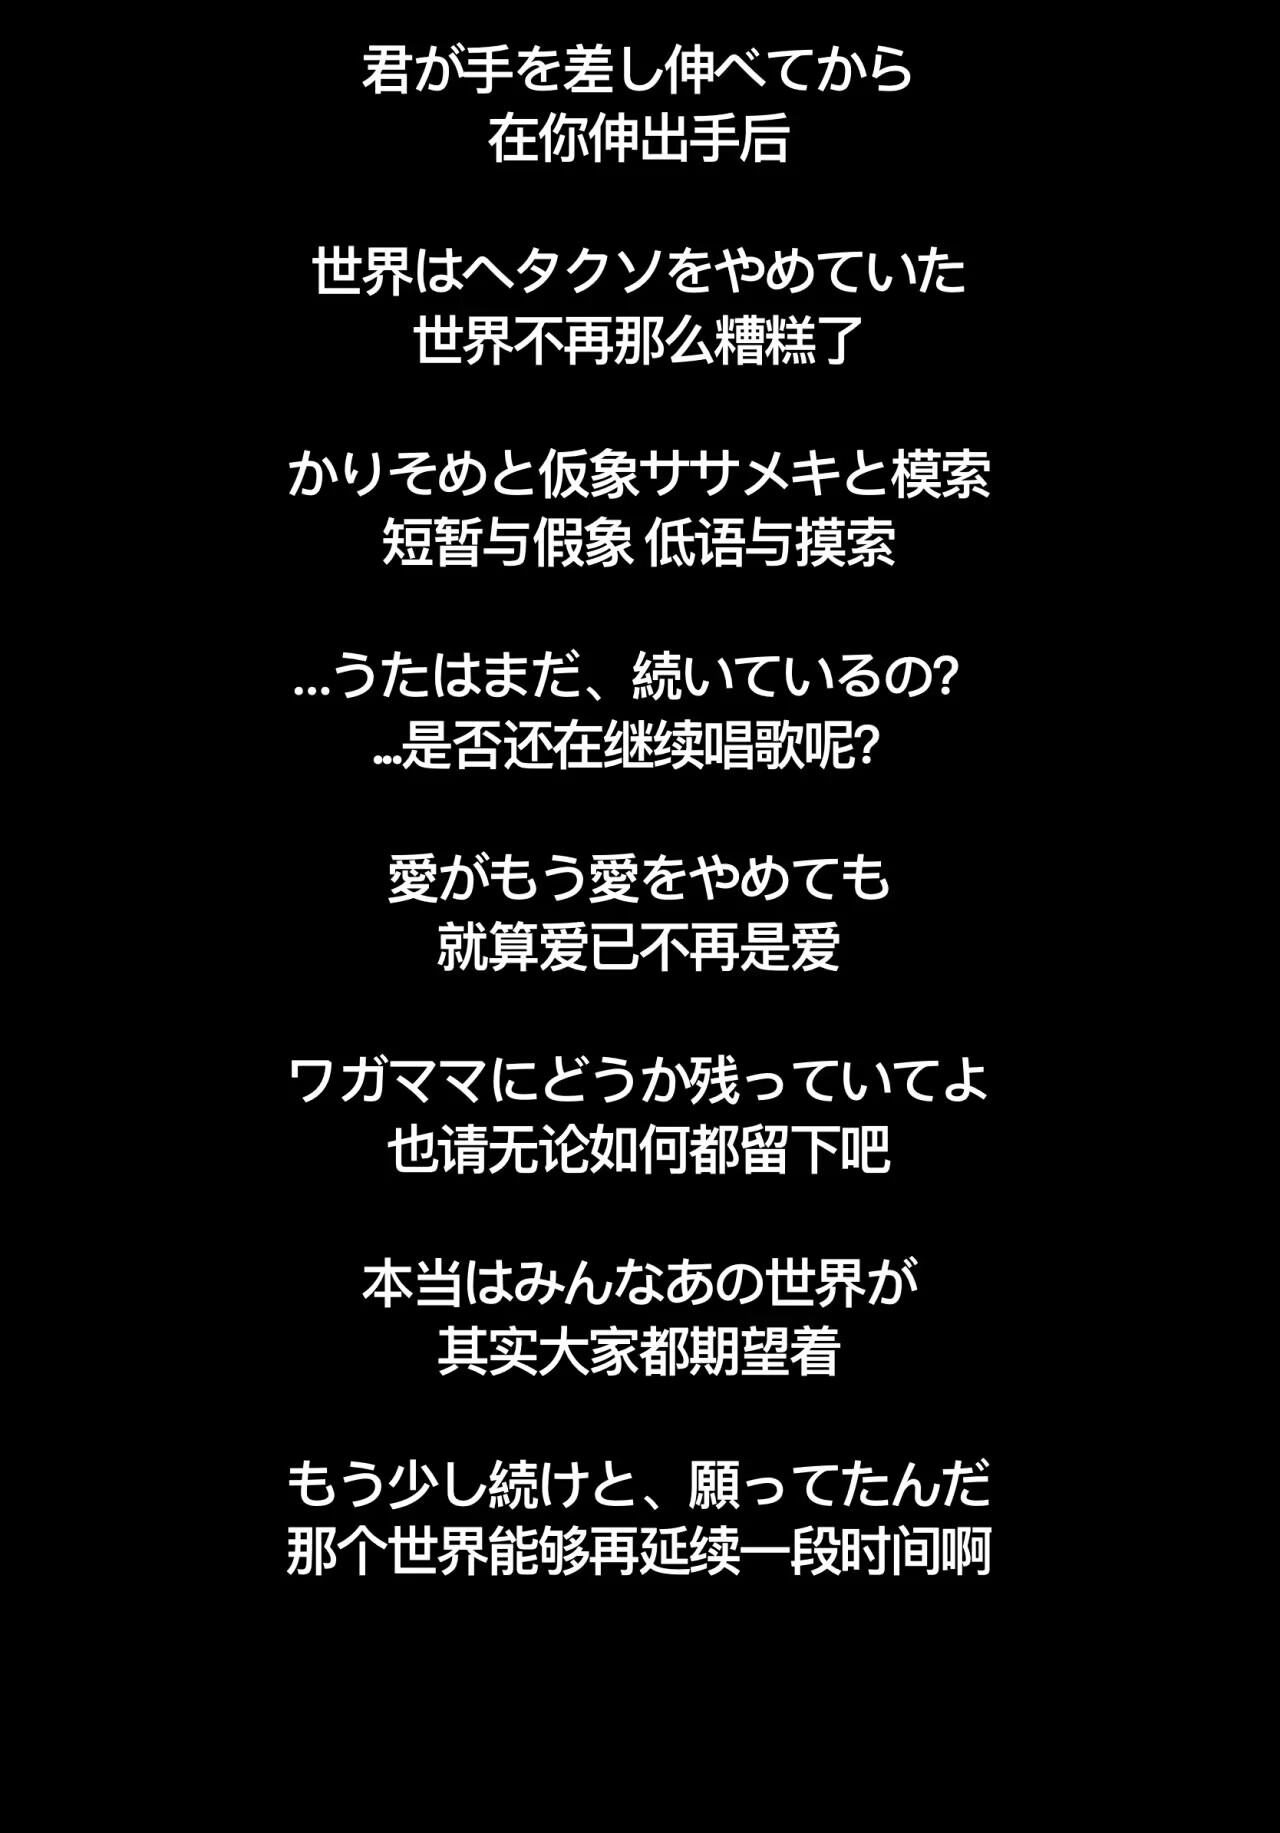 君が手を差し伸べてから
在你伸出手后
世界はヘタクソをやめていた
世界不再那么糟糕了
かりそめと仮象ササメキと模索
短暂与假象 低语与摸索
...うたはまだ、続いているの？
...是否还在继续唱歌呢？
愛がもう愛をやめても
就算爱已不再是爱
ワガママにどうか残っていてよ
也请无论如何都留下吧
本当はみんなあの世界が
其实大家都期望着
もう少し続けと、願ってたんだ
那个世界能够再延续一段时间啊